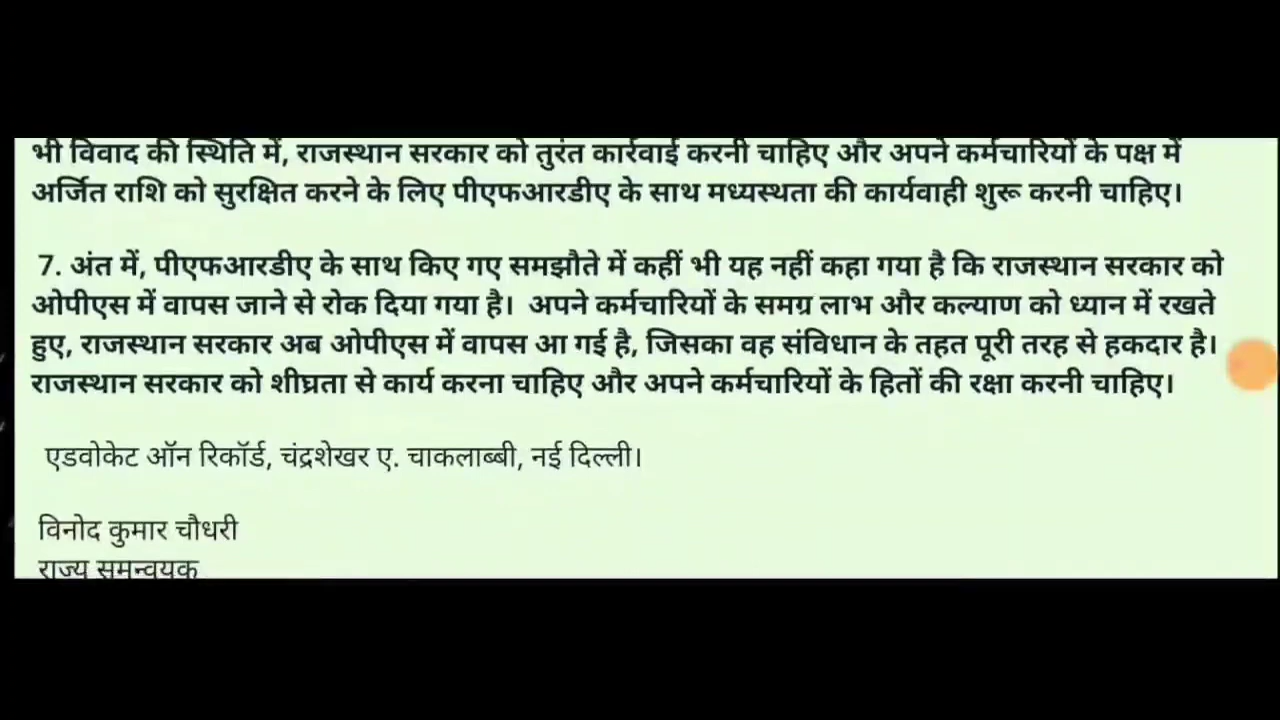 भी विवाद की स्थिति में, राजस्थान सरकार को तुरंत कार्रवाई करनी चाहिए और अपने कर्मचारियों के पक्ष में
अर्जित राशि को सुरक्षित करने के लिए पीएफआरडीए के साथ मध्यस्थता की कार्यवाही शुरू करनी चाहिए।
7. अंत में, पीएफआरडीए के साथ किए गए समझौते में कहीं भी यह नहीं कहा गया है कि राजस्थान सरकार को
ओपीएस में वापस जाने से रोक दिया गया है। अपने कर्मचारियों के समग्र लाभ और कल्याण को ध्यान में रखते
हुए, राजस्थान सरकार अब ओपीएस में वापस आ गई है, जिसका वह संविधान के तहत पूरी तरह से हकदार है।
राजस्थान सरकार को शीघ्रता से कार्य करना चाहिए और अपने कर्मचारियों के हितों की रक्षा करनी चाहिए।
एडवोकेट ऑन रिकॉर्ड, चंद्रशेखर ए. चाकलाब्बी, नई दिल्ली।
विनोद कुमार चौधरी
राज्य समन्वयक